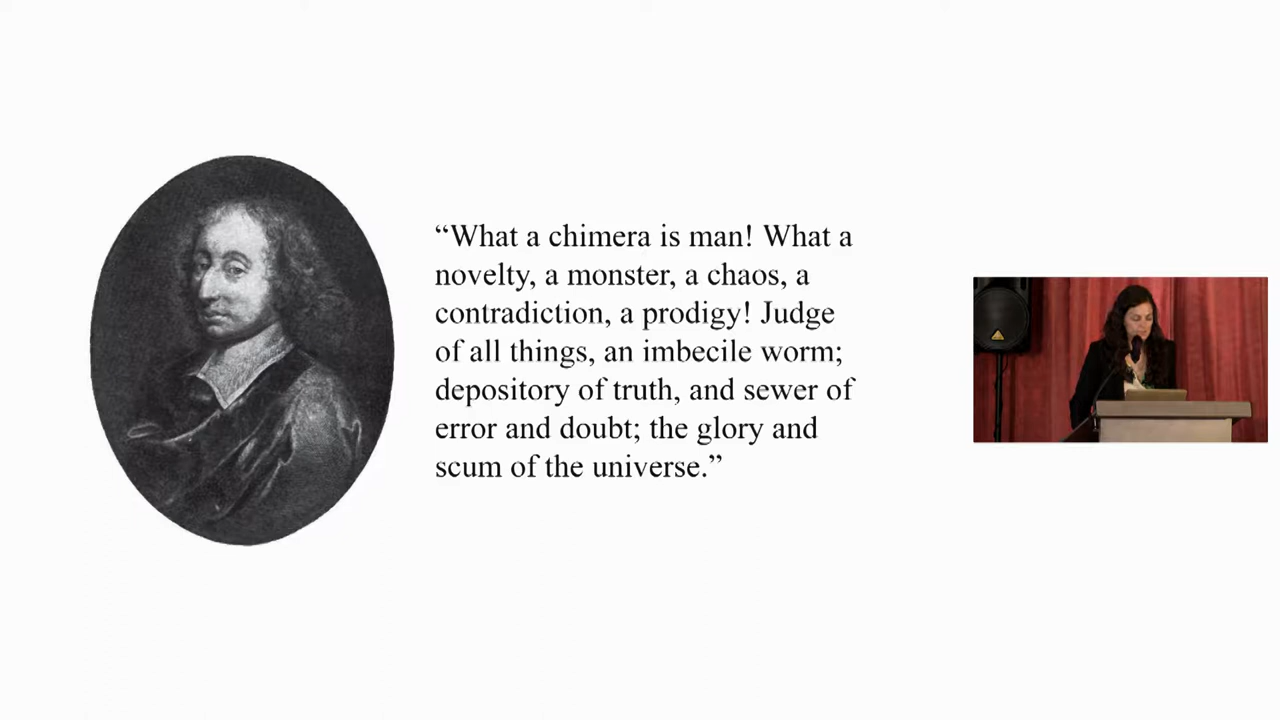 “What a chimera is man! What a
novelty, a monster, a chaos, a
contradiction, a prodigy! Judge
of all things, an imbecile worm;
depository of truth, and sewer of
error and doubt; the glory and
scum of the universe.”